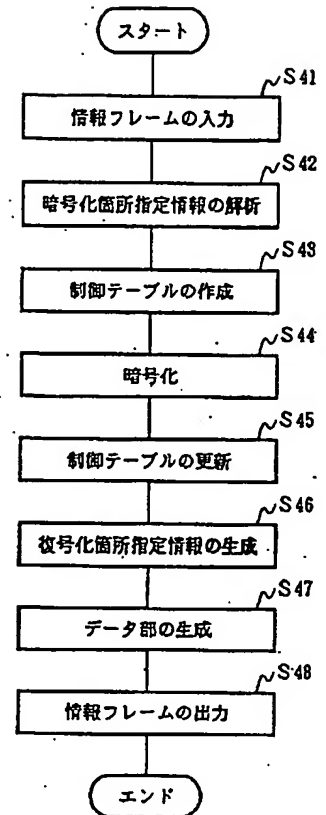 スタート
S41
情報フレームの入力
S42
暗号化箇所指定情報の解析
S43
制御テーブルの作成
S44
暗号化
S45
制御テーブルの更新
S46
復号化箇所指定情報の生成
S47
データ部の生成
S48
情報フレームの出力
エンド